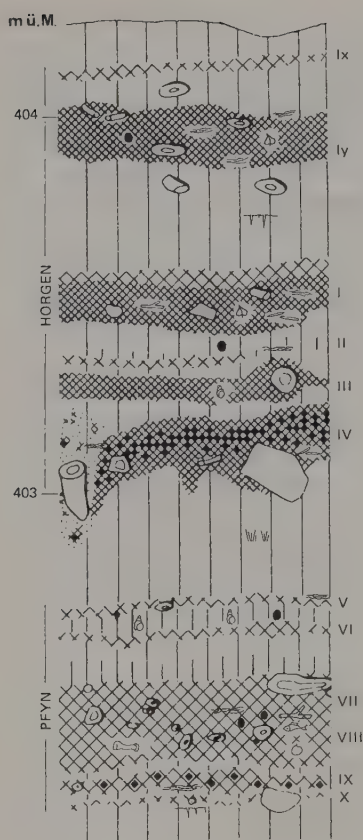 m ü. M.
Ix
404
Iy
HORGEN
I
II
III
IV
403
V
VI
PFYN
VII
VIII
IX
X